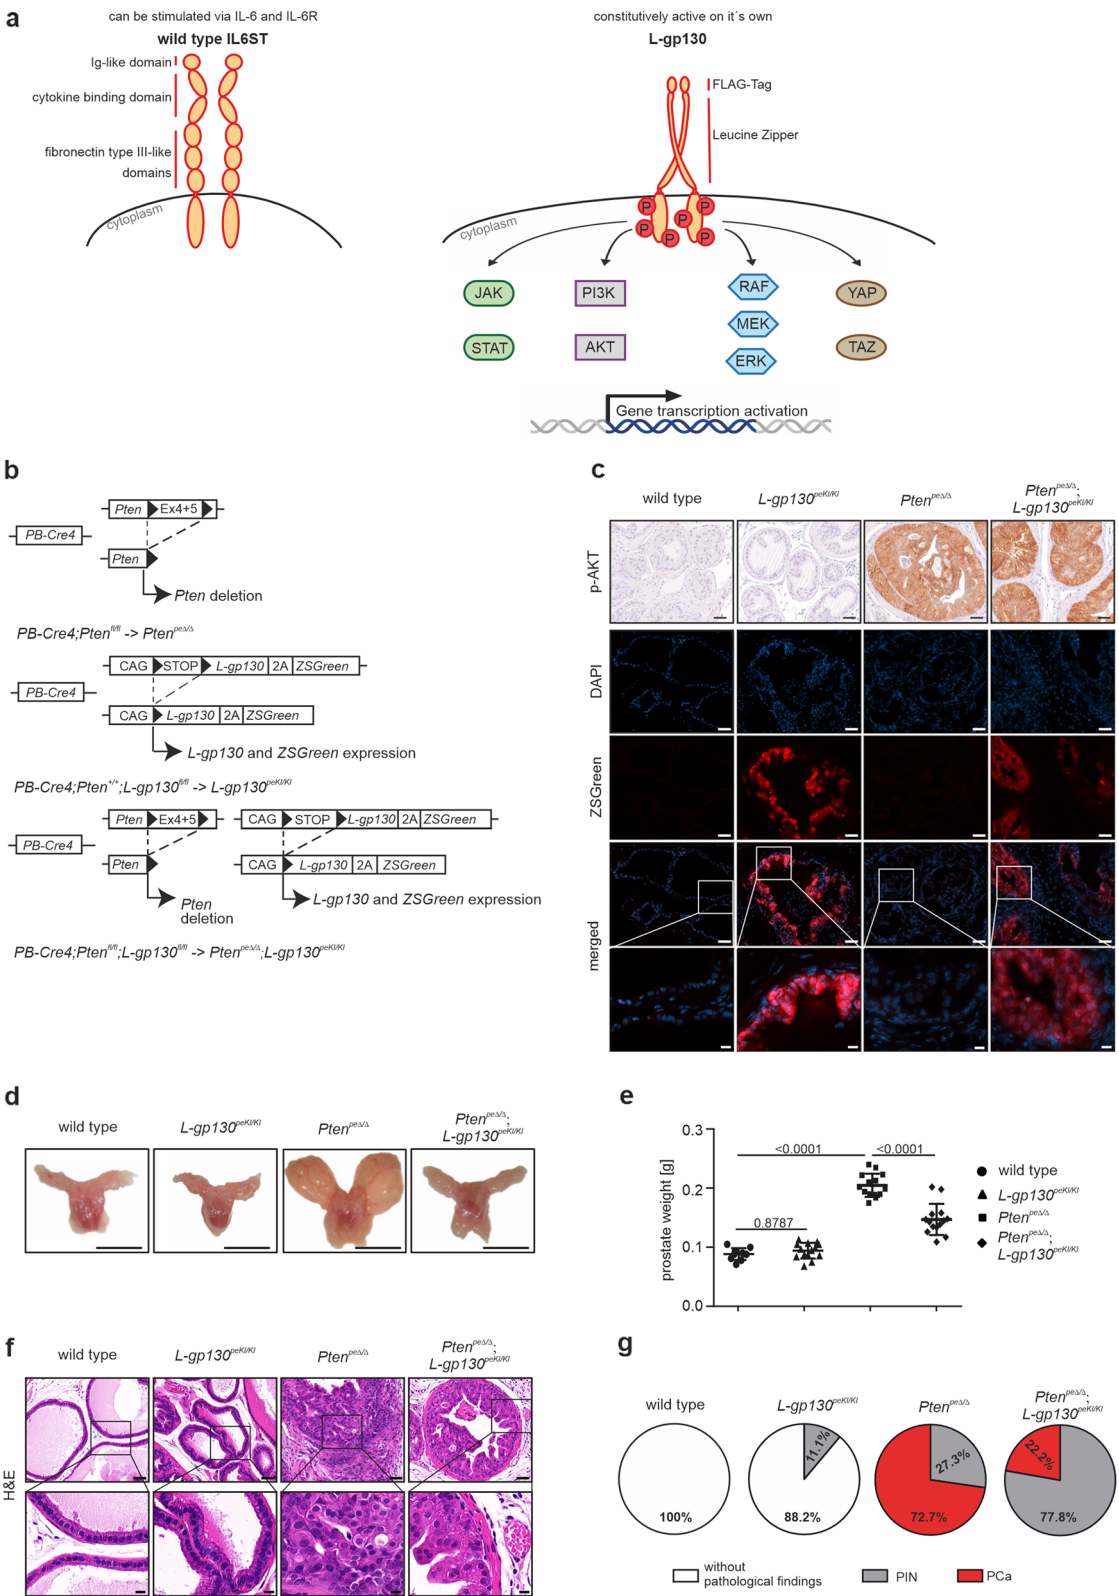 a
can be stimulated via IL-6 and IL-6R
wild type IL6ST
Ig-like domain
cytokine binding domain
fibronectin type III-like
domains
cytoplasm
constitutively active on it´s own
L-gp130
FLAG-Tag
Leucine Zipper
cytoplasm
P
P
P
P
P
JAK
PI3K
RAF
YAP
MEK
STAT
AKT
ERK
TAZ
Gene transcription activation
b
Pten Ex4+5
PB-Cre4
Pten
Pten deletion
PB-Cre4;Pten^fl/fl -> Pten^peΔ/Δ
CAG STOP L-gp130 2A ZSGreen
PB-Cre4
CAG L-gp130 2A ZSGreen
L-gp130 and ZSGreen expression
PB-Cre4;Pten^+/+;L-gp130^fl/fl -> L-gp130^peKI/KI
Pten Ex4+5
CAG STOP L-gp130 2A ZSGreen
PB-Cre4
Pten
CAG L-gp130 2A ZSGreen
Pten
deletion
L-gp130 and ZSGreen expression
PB-Cre4;Pten^fl/fl;L-gp130^fl/fl -> Pten^peΔ/Δ;L-gp130^peKI/KI
c
wild type
L-gp130^peKI/KI
Pten^peΔ/Δ
Pten^peΔ/Δ;
L-gp130^peKI/KI
p-AKT
DAPI
ZSGreen
merged
d
wild type
L-gp130^peKI/KI
Pten^peΔ/Δ
Pten^peΔ/Δ;
L-gp130^peKI/KI
e
prostate weight [g]
0.3
0.2
0.1
0.0
<0.0001
<0.0001
0.8787
wild type
L-gp130^peKI/KI
Pten^peΔ/Δ
Pten^peΔ/Δ;
L-gp130^peKI/KI
f
wild type
L-gp130^peKI/KI
Pten^peΔ/Δ
Pten^peΔ/Δ;
L-gp130^peKI/KI
H&E
g
wild type
L-gp130^peKI/KI
Pten^peΔ/Δ
Pten^peΔ/Δ;
L-gp130^peKI/KI
100%
11.1%
88.2%
27.3%
72.7%
22.2%
77.8%
without
pathological findings
PIN
PCa